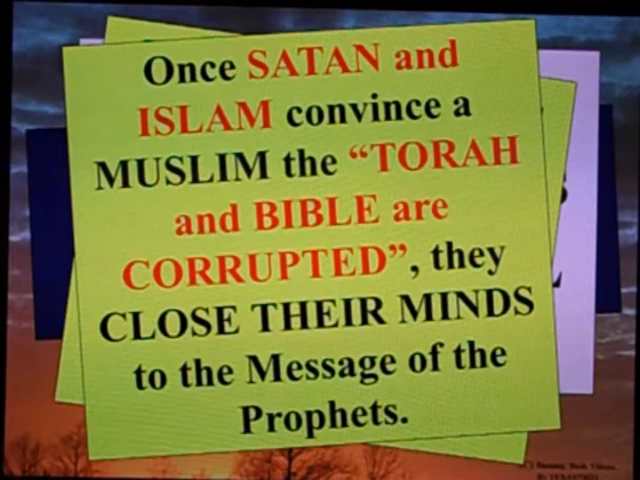 Once SATAN and
ISLAM convince a
MUSLIM the “TORAH
and BIBLE are
CORRUPTED”, they
CLOSE THEIR MINDS
to the Message of the
Prophets.